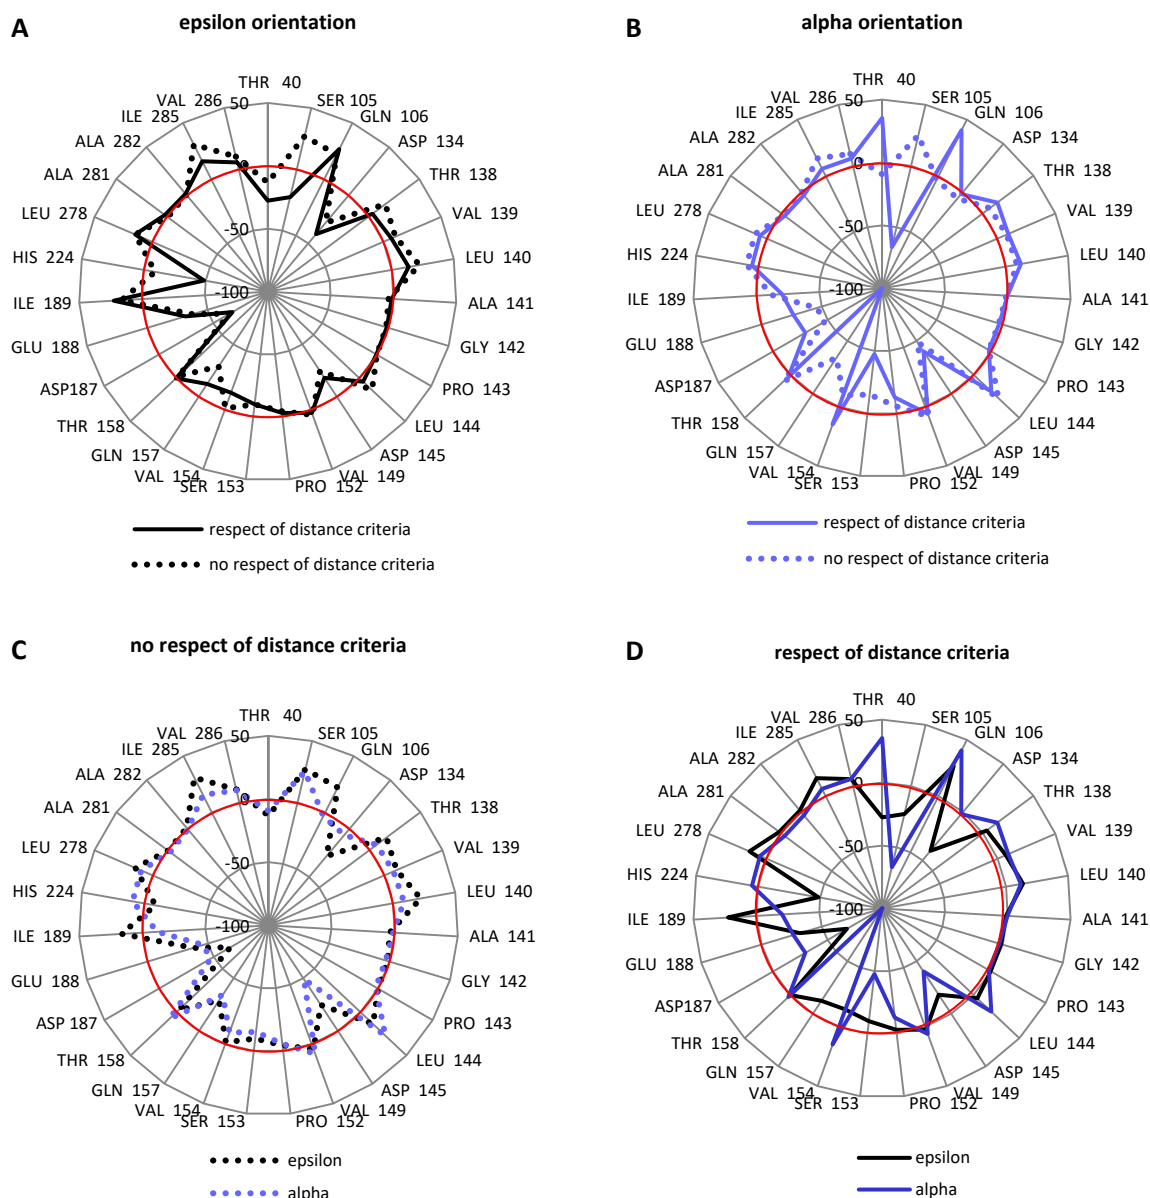 A
epsilon orientation
THR 40
SER 105
GLN 106
ASP 134
THR 138
VAL 139
LEU 140
ALA 141
GLY 142
PRO 143
LEU 144
ASP 145
VAL 149
PRO 152
SER 153
VAL 154
GLN 157
THR 158
ASP187
GLU 188
ILE 189
HIS 224
LEU 278
ALA 281
ALA 282
ILE 285
VAL 286
50
0
-50
-100
respect of distance criteria
no respect of distance criteria
B
alpha orientation
THR 40
SER 105
GLN 106
ASP 134
THR 138
VAL 139
LEU 140
ALA 141
GLY 142
PRO 143
LEU 144
ASP 145
VAL 149
PRO 152
SER 153
VAL 154
GLN 157
THR 158
ASP187
GLU 188
ILE 189
HIS 224
LEU 278
ALA 281
ALA 282
ILE 285
VAL 286
50
0
-50
-100
respect of distance criteria
no respect of distance criteria
C
no respect of distance criteria
THR 40
SER 105
GLN 106
ASP 134
THR 138
VAL 139
LEU 140
ALA 141
GLY 142
PRO 143
LEU 144
ASP 145
VAL 149
PRO 152
SER 153
VAL 154
GLN 157
THR 158
ASP 187
GLU 188
ILE 189
HIS 224
LEU 278
ALA 281
ALA 282
ILE 285
VAL 286
50
0
-50
-100
epsilon
alpha
D
respect of distance criteria
THR 40
SER 105
GLN 106
ASP 134
THR 138
VAL 139
LEU 140
ALA 141
GLY 142
PRO 143
LEU 144
ASP 145
VAL 149
PRO 152
SER 153
VAL 154
GLN 157
THR 158
ASP187
GLU 188
ILE 189
HIS 224
LEU 278
ALA 281
ALA 282
ILE 285
VAL 286
50
0
-50
-100
epsilon
alpha